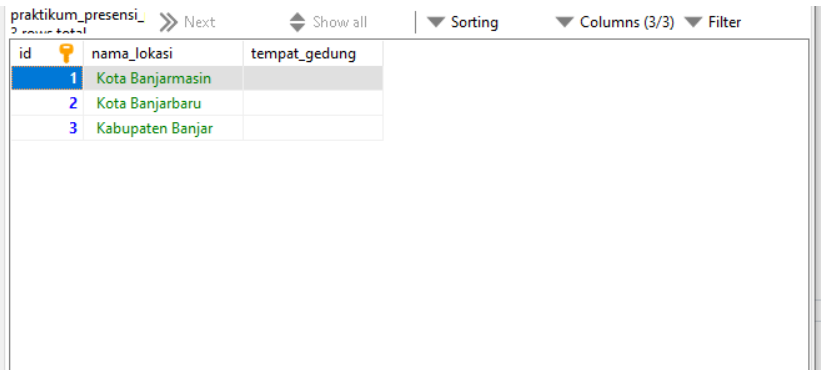 praktikum_presensi_ Next Show all Sorting Columns (3/3) Filter
3 rows total
id nama_lokasi tempat_gedung
1 Kota Banjarmasin
2 Kota Banjarbaru
3 Kabupaten Banjar